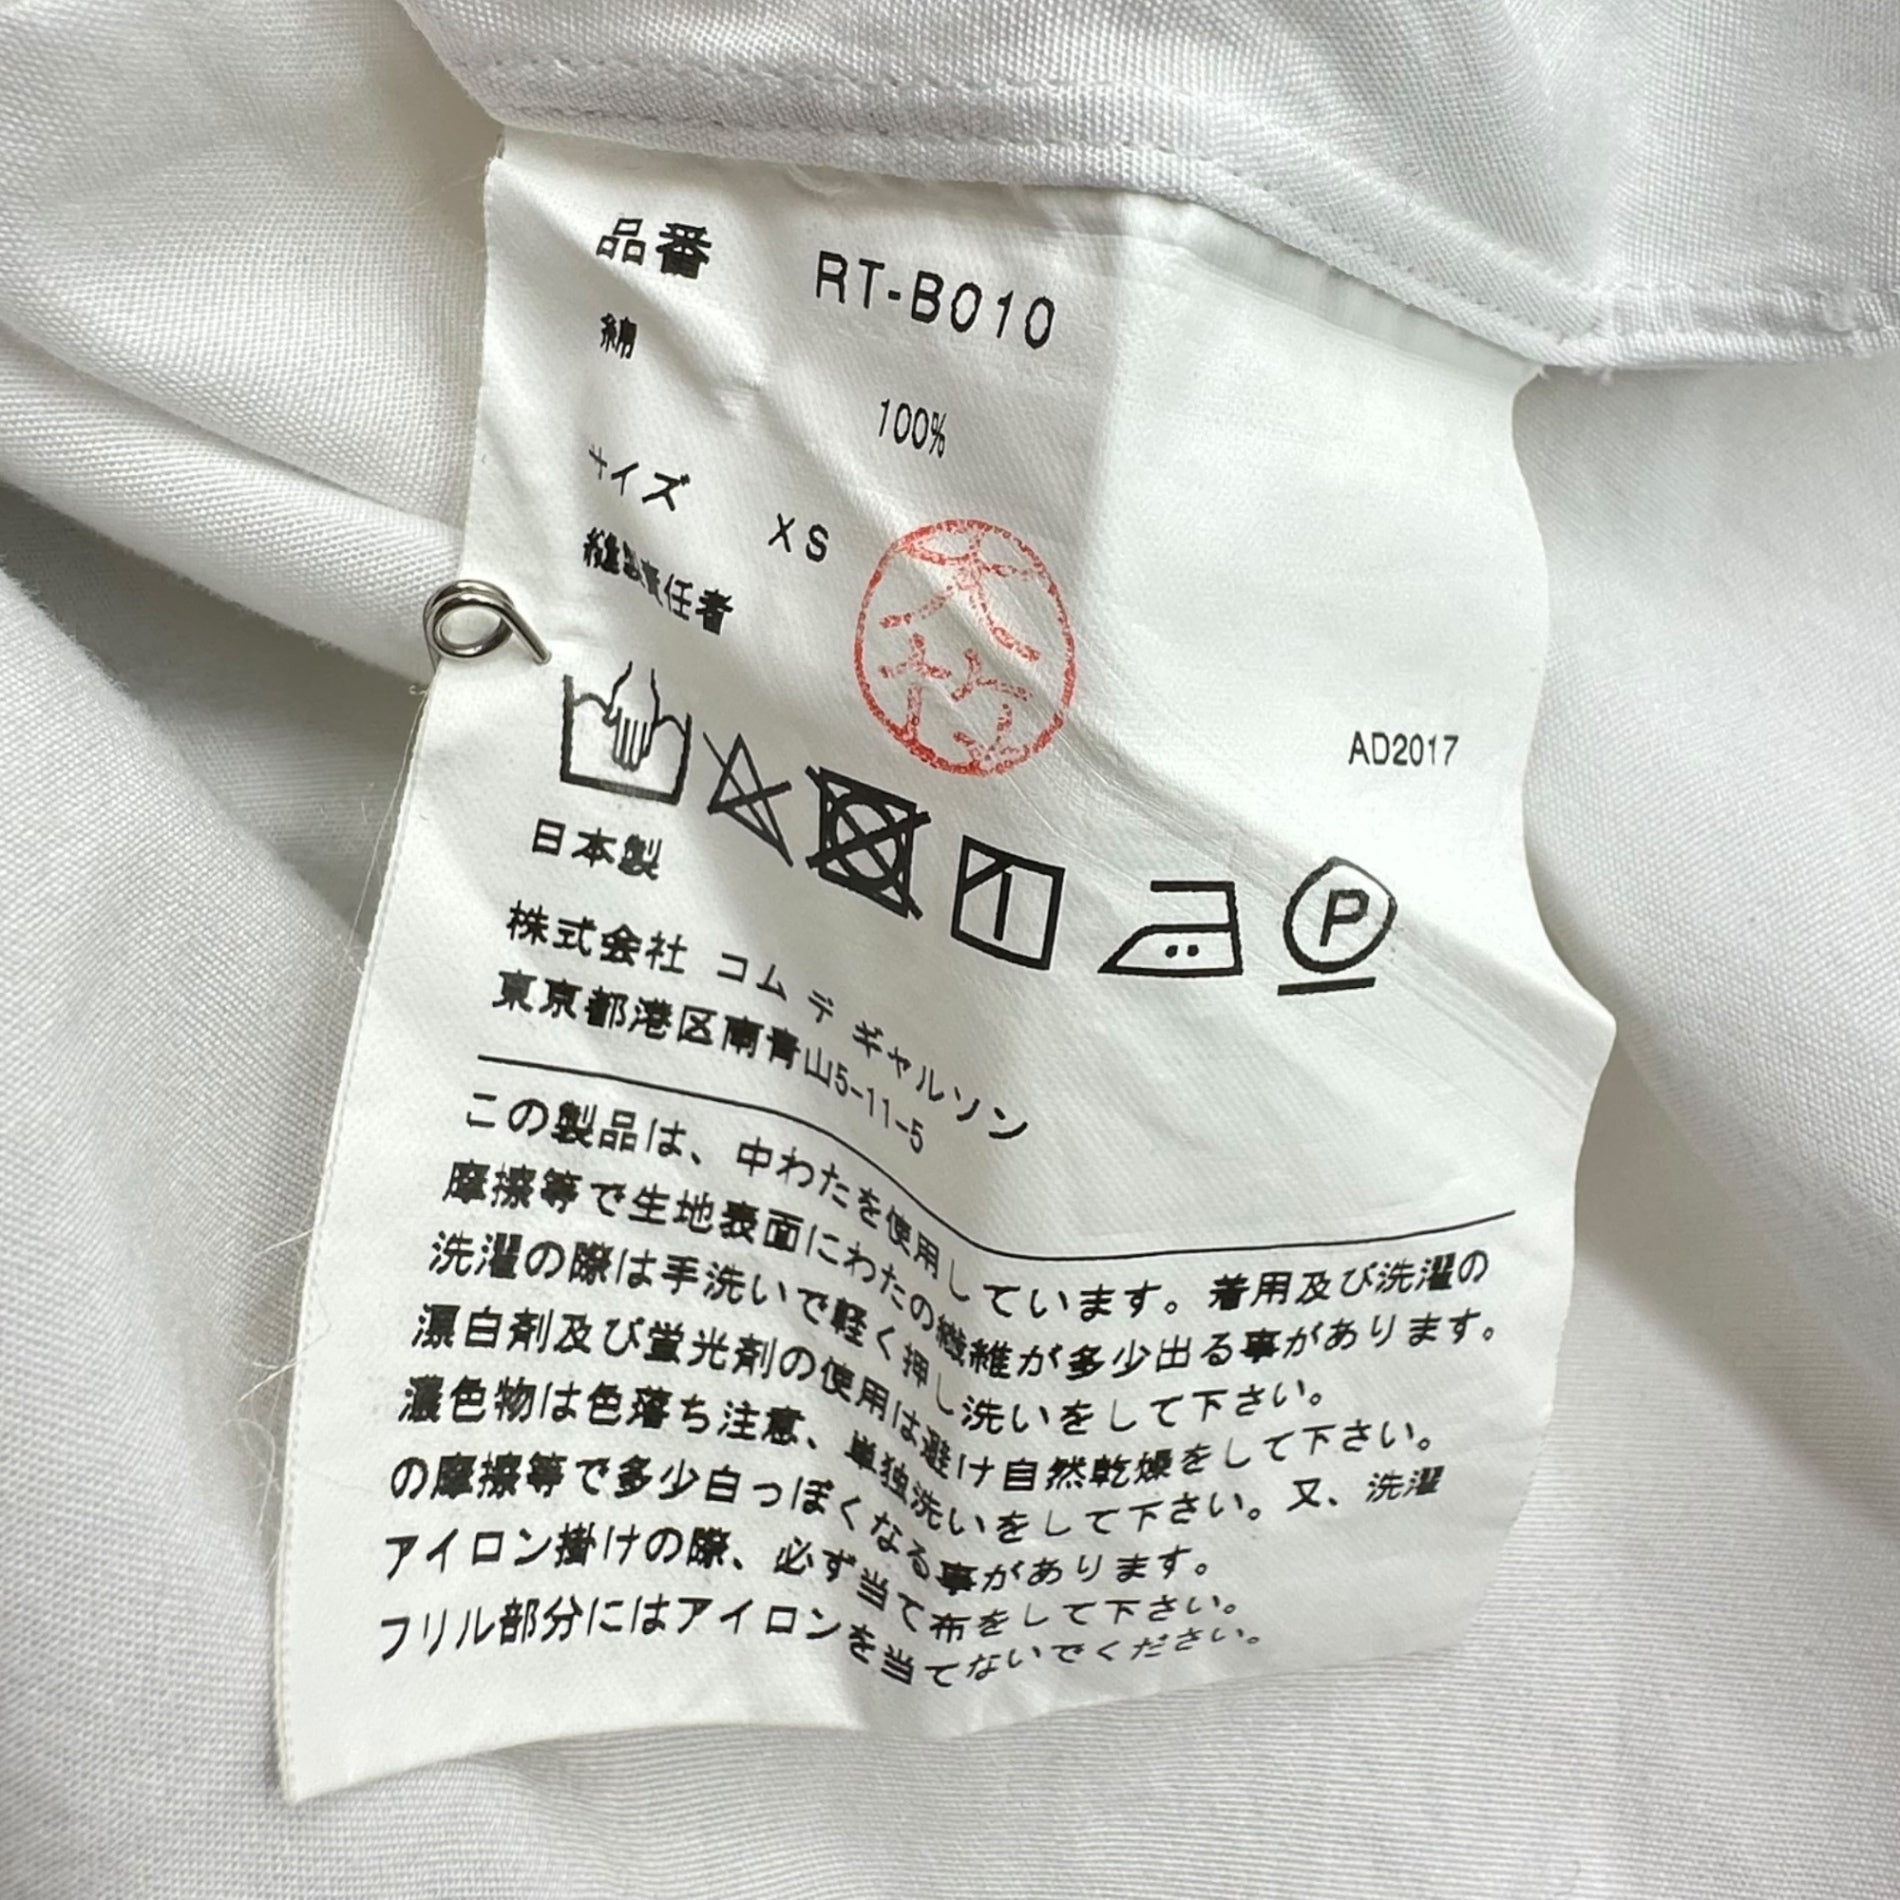 品番 RT-B010
綿 100%
サイズ XS
縫製責任者
大竹
AD2017
P
日本製
株式会社 コム デ ギャルソン
東京都港区南青山5-11-5
この製品は、中わたを使用しています。着用及び洗濯の
摩擦等で生地表面にわたの繊維が多少出る事があります。
洗濯の際は手洗いで軽く押し洗いをして下さい。
漂白剤及び蛍光剤の使用は避け自然乾燥をして下さい。
濃色物は色落ち注意、単独洗いをして下さい。又、洗濯
の摩擦等で多少白っぽくなる事があります。
アイロン掛けの際、必ず当て布をして下さい。
フリル部分にはアイロンを当てないでください。